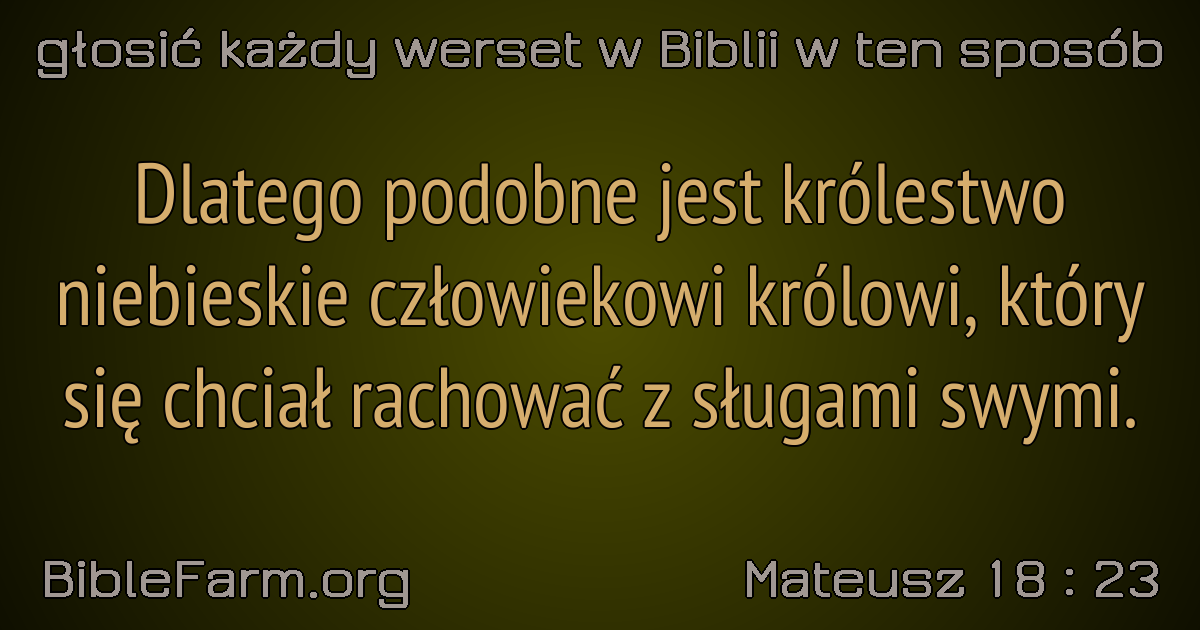 głosić każdy werset w Biblii w ten sposób
Dlatego podobne jest królestwo
niebieskie człowiekowi królowi, który
się chciał rachować z sługami swymi.
BibleFarm.org
Mateusz 18 : 23